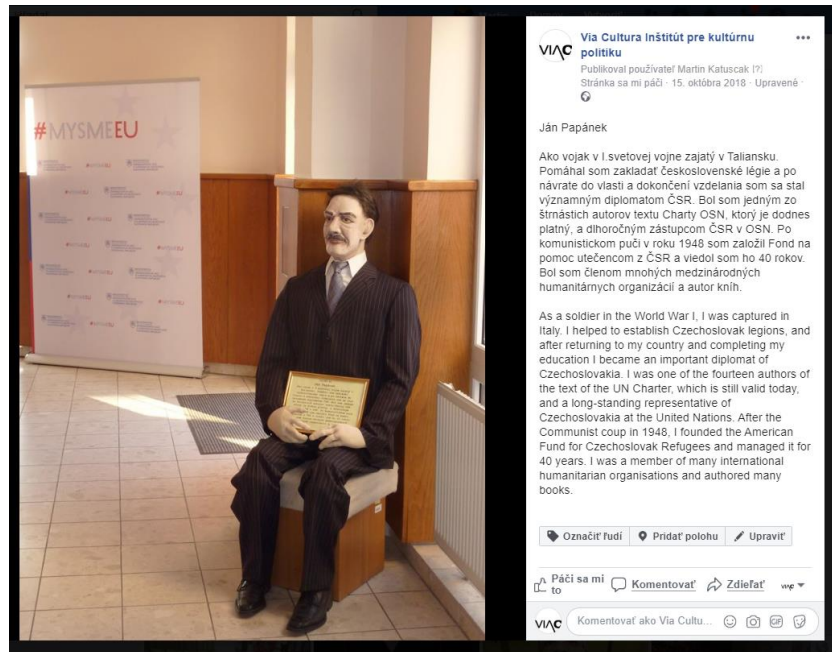 #MYSMEEU
VIAC
Via Cultura Inštitút pre kultúrnu
politiku
Publikoval používateľ Martin Katuscak [?]
Stránka sa mi páči · 15. októbra 2018 · Upravené ·
Ján Papánek
Ako vojak v I.svetovej vojne zajatý v Taliansku.
Pomáhal som zakladať československé légie a po
návrate do vlasti a dokončení vzdelania som sa stal
významným diplomatom ČSR. Bol som jedným zo
štrnástich autorov textu Charty OSN, ktorý je dodnes
platný, a dlhoročným zástupcom ČSR v OSN. Po
komunistickom puči v roku 1948 som založil Fond na
pomoc utečencom z ČSR a viedol som ho 40 rokov.
Bol som členom mnohých medzinárodných
humanitárnych organizácií a autor kníh.
As a soldier in the World War I, I was captured in
Italy. I helped to establish Czechoslovak legions, and
after returning to my country and completing my
education I became an important diplomat of
Czechoslovakia. I was one of the fourteen authors of
the text of the UN Charter, which is still valid today,
and a long-standing representative of
Czechoslovakia at the United Nations. After the
Communist coup in 1948, I founded the American
Fund for Czechoslovak Refugees and managed it for
40 years. I was a member of many international
humanitarian organisations and authored many
books.
Označiť ľudí
Pridať polohu
Upraviť
Páči sa mi
to
Komentovať
Zdieľať
VIAC
Komentovať ako Via Cultu...
GIF